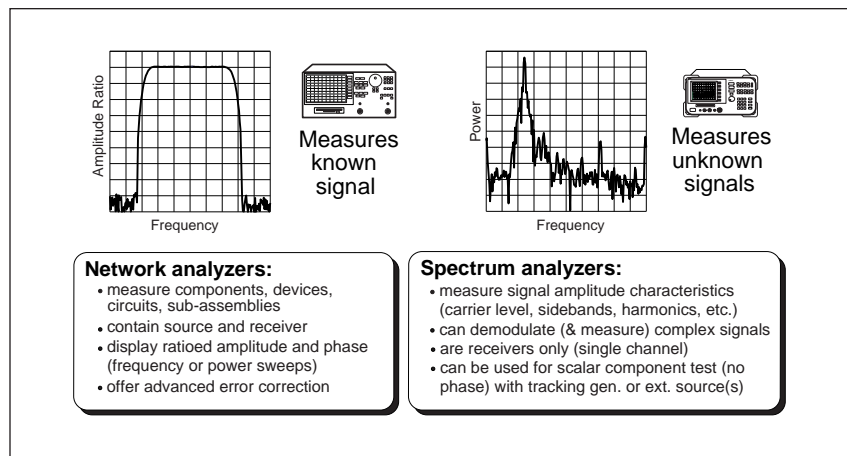 Amplitude Ratio
Frequency
Measures
known
signal
Power
Frequency
Measures
unknown
signals
Network analyzers:
• measure components, devices,
circuits, sub-assemblies
• contain source and receiver
• display ratioed amplitude and phase
(frequency or power sweeps)
• offer advanced error correction
Spectrum analyzers:
• measure signal amplitude characteristics
(carrier level, sidebands, harmonics, etc.)
• can demodulate (& measure) complex signals
• are receivers only (single channel)
• can be used for scalar component test (no
phase) with tracking gen. or ext. source(s)